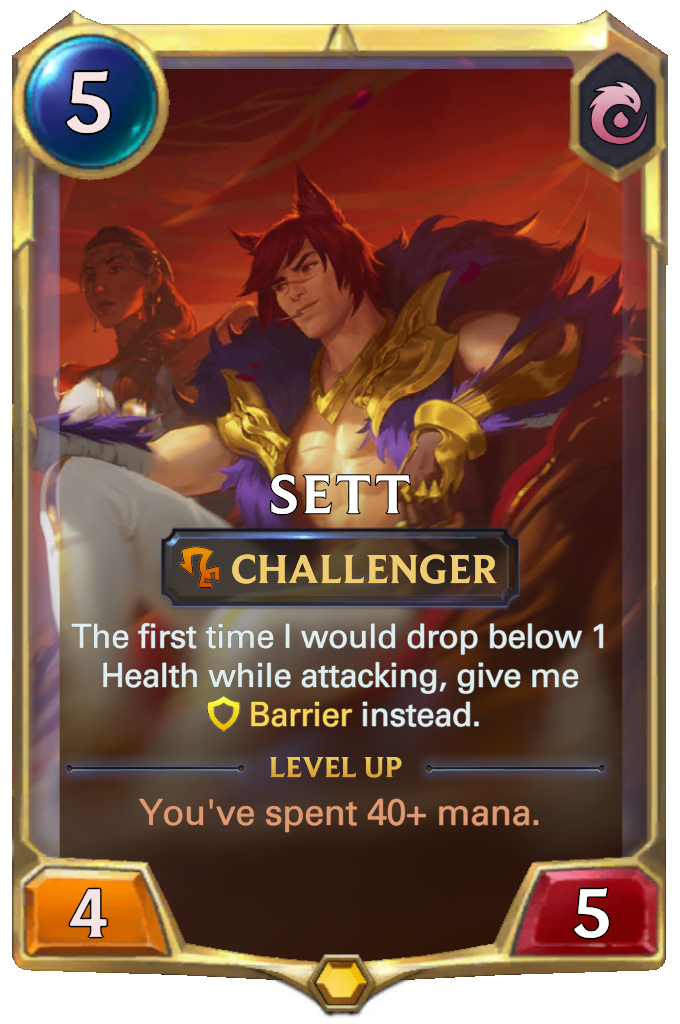 5
SETT
CHALLENGER
The first time I would drop below 1
Health while attacking, give me
Barrier instead.
LEVEL UP
You've spent 40+ mana.
4
5